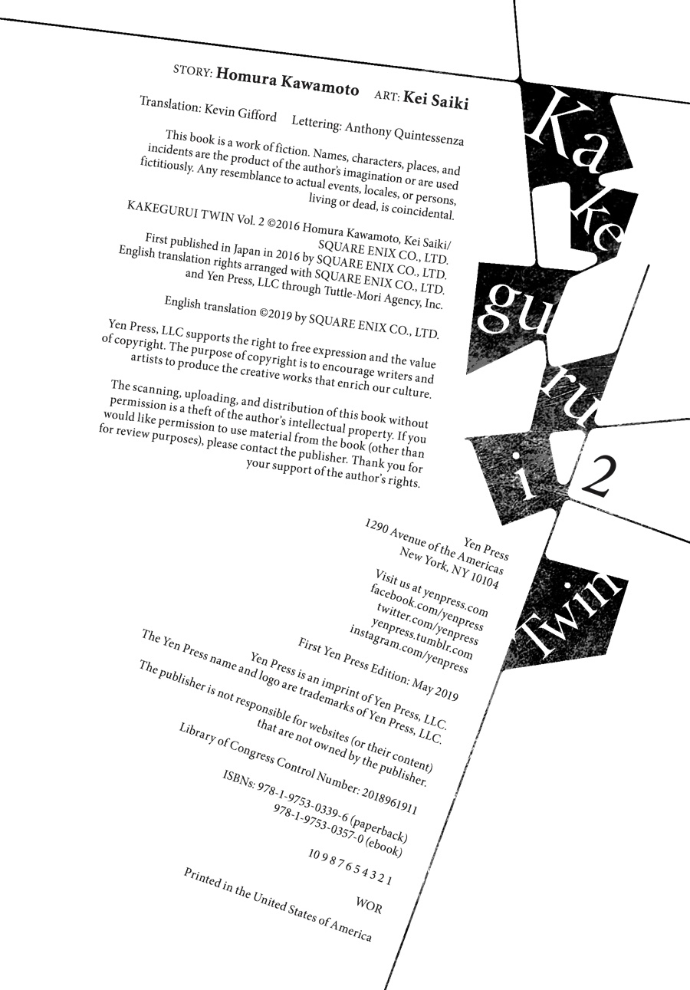 STORY: Homura Kawamoto ART: Kei Saiki
Translation: Kevin Gifford Lettering: Anthony Quintessenza
This book is a work of fiction. Names, characters, places, and
incidents are the product of the author's imagination or are used
fictitiously. Any resemblance to actual events, locales, or persons,
living or dead, is coincidental.
KAKEGURUI TWIN Vol. 2 ©2016 Homura Kawamoto, Kei Saiki/
SQUARE ENIX CO., LTD.
First published in Japan in 2016 by SQUARE ENIX CO., LTD.
English translation rights arranged with SQUARE ENIX CO., LTD.
and Yen Press, LLC through Tuttle-Mori Agency, Inc.
English translation ©2019 by SQUARE ENIX CO., LTD.
Yen Press, LLC supports the right to free expression and the value
of copyright. The purpose of copyright is to encourage writers and
artists to produce the creative works that enrich our culture.
The scanning, uploading, and distribution of this book without
permission is a theft of the author's intellectual property. If you
would like permission to use material from the book (other than
for review purposes), please contact the publisher. Thank you for
your support of the author's rights.
Yen Press
1290 Avenue of the Americas
New York, NY 10104
Visit us at yenpress.com
facebook.com/yenpress
twitter.com/yenpress
yenpress.tumblr.com
instagram.com/yenpress
First Yen Press Edition: May 2019
Yen Press is an imprint of Yen Press, LLC.
The Yen Press name and logo are trademarks of Yen Press, LLC.
The publisher is not responsible for websites (or their content)
that are not owned by the publisher.
Library of Congress Control Number: 2018961911
ISBNs: 978-1-9753-0339-6 (paperback)
978-1-9753-0357-0 (ebook)
10 9 8 7 6 5 4 3 2 1
WOR
Printed in the United States of America
Ka
ke
gu
ru
i 2
Twin